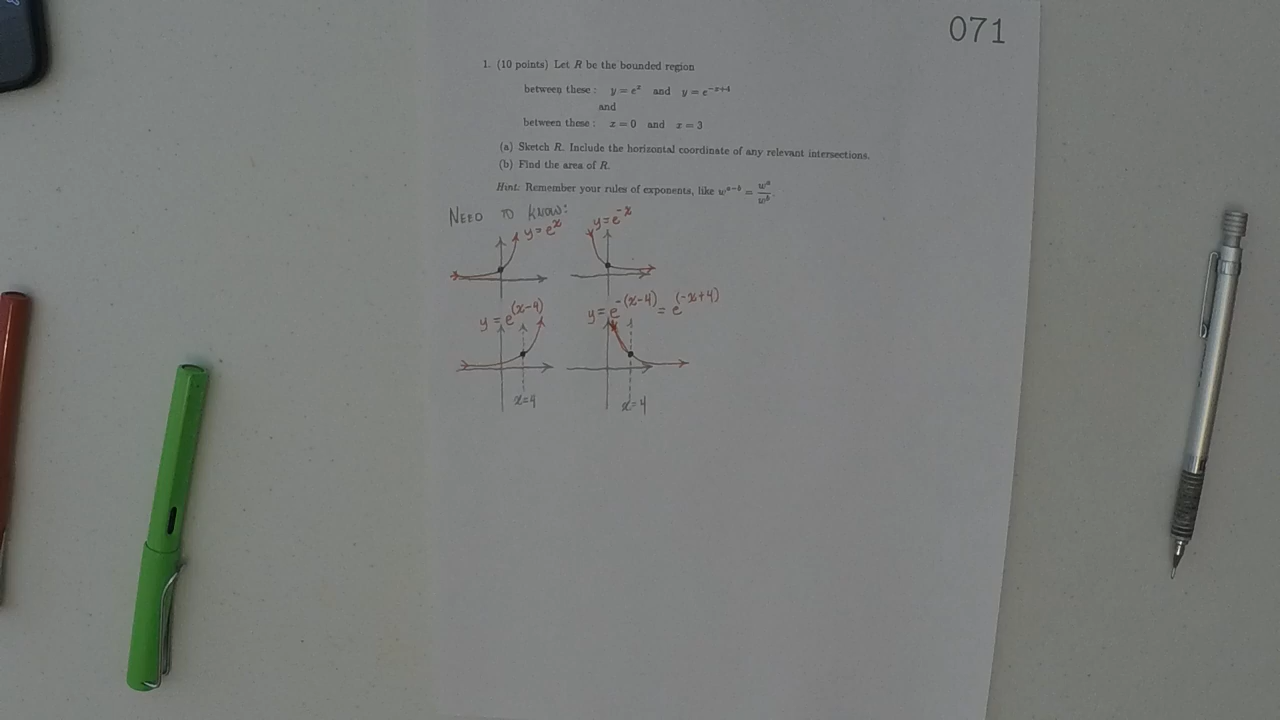 071
1. (10 points) Let R be the bounded region
between these : y = e^x and y = e^{-x+4}
and
between these : x = 0 and x = 3
(a) Sketch R. Include the horizontal coordinate of any relevant intersections.
(b) Find the area of R.
Hint: Remember your rules of exponents, like w^{a-b} = w^a/w^b.
NEED TO KNOW:
y=e^x y=e^{-x}
y=e^{(x-4)} y=e^{-(x-4)}=e^{(-x+4)}
x=4 x=4